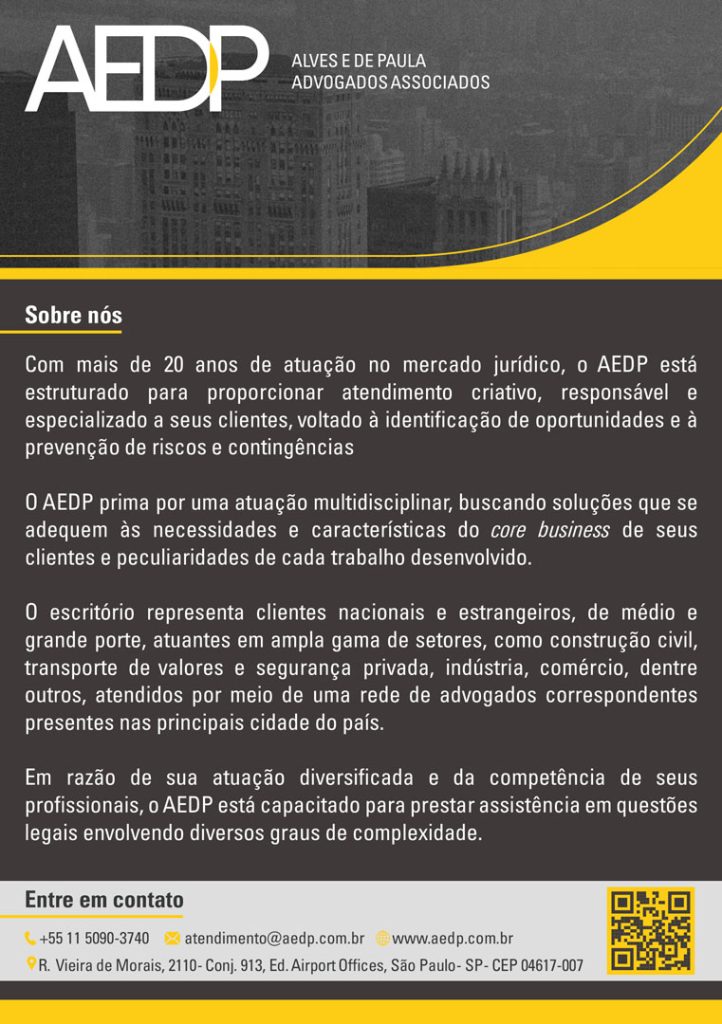 AEDP
ALVES E DE PAULA
ADVOGADOS ASSOCIADOS
Sobre nós
Com mais de 20 anos de atuação no mercado jurídico, o AEDP está
estruturado para proporcionar atendimento criativo, responsável e
especializado a seus clientes, voltado à identificação de oportunidades e à
prevenção de riscos e contingências
O AEDP prima por uma atuação multidisciplinar, buscando soluções que se
adequem às necessidades e características do core business de seus
clientes e peculiaridades de cada trabalho desenvolvido.
O escritório representa clientes nacionais e estrangeiros, de médio e
grande porte, atuantes em ampla gama de setores, como construção civil,
transporte de valores e segurança privada, indústria, comércio, dentre
outros, atendidos por meio de uma rede de advogados correspondentes
presentes nas principais cidade do país.
Em razão de sua atuação diversificada e da competência de seus
profissionais, o AEDP está capacitado para prestar assistência em questões
legais envolvendo diversos graus de complexidade.
Entre em contato
+55 11 5090-3740 atendimento@aedp.com.br www.aedp.com.br
R. Vieira de Morais, 2110- Conj. 913, Ed. Airport Offices, São Paulo- SP- CEP 04617-007